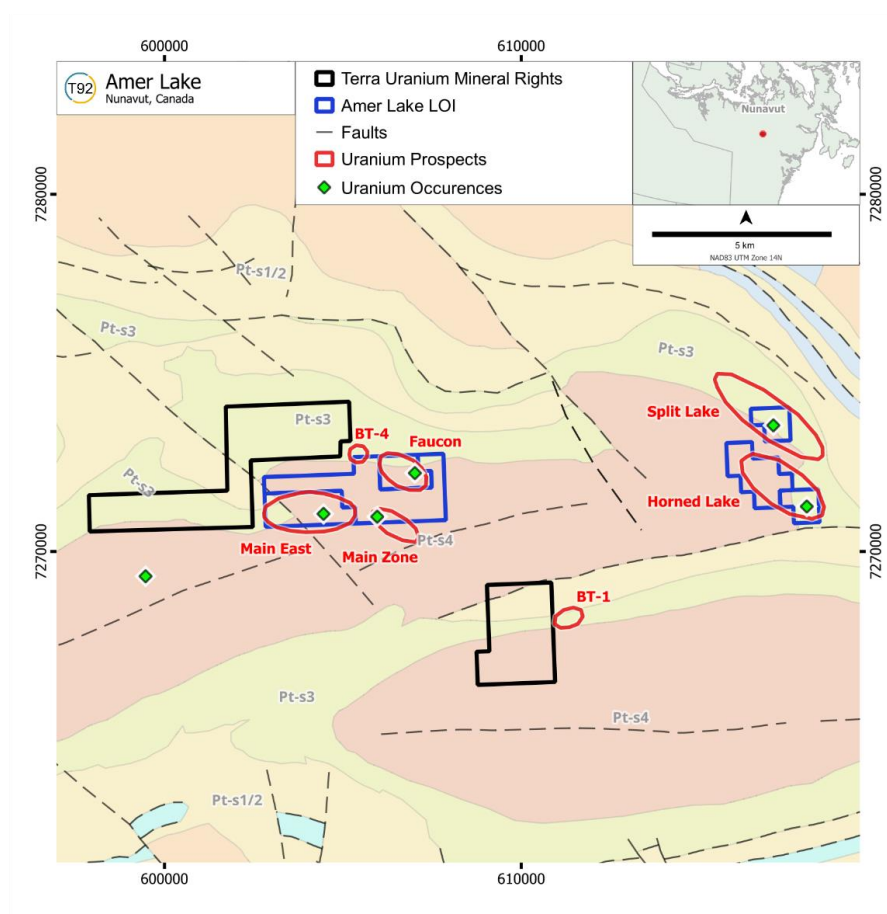 600000
610000
T92
Amer Lake
Nunavut, Canada
Terra Uranium Mineral Rights
Amer Lake LOI
Faults
Uranium Prospects
Uranium Occurences
Nunavut
5 km
NAD83 UTM Zone 14N
7280000
7280000
Pt-s1/2
Pt-s3
Pt-s3
Pt-s3
Split Lake
BT-4
Faucon
Pt-s3
Horned Lake
Main East
Main Zone
Pt-s4
7270000
7270000
BT-1
Pt-s3
Pt-s4
Pt-s1/2
600000
610000